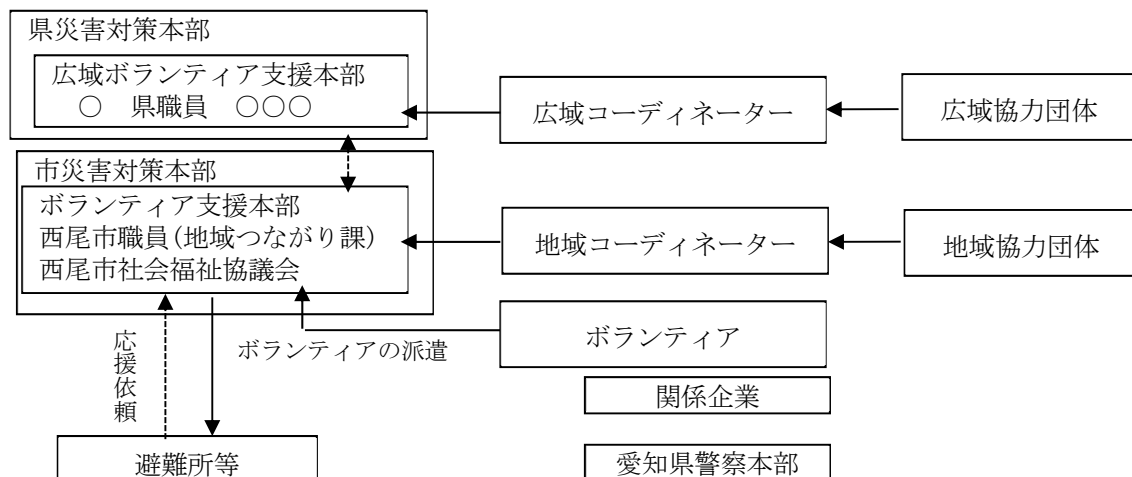 県災害対策本部
広域ボランティア支援本部
○ 県職員 ○○○
広域コーディネーター
広域協力団体
市災害対策本部
ボランティア支援本部
西尾市職員(地域つながり課)
西尾市社会福祉協議会
地域コーディネーター
地域協力団体
ボランティア
応援依頼
ボランティアの派遣
関係企業
避難所等
愛知県警察本部